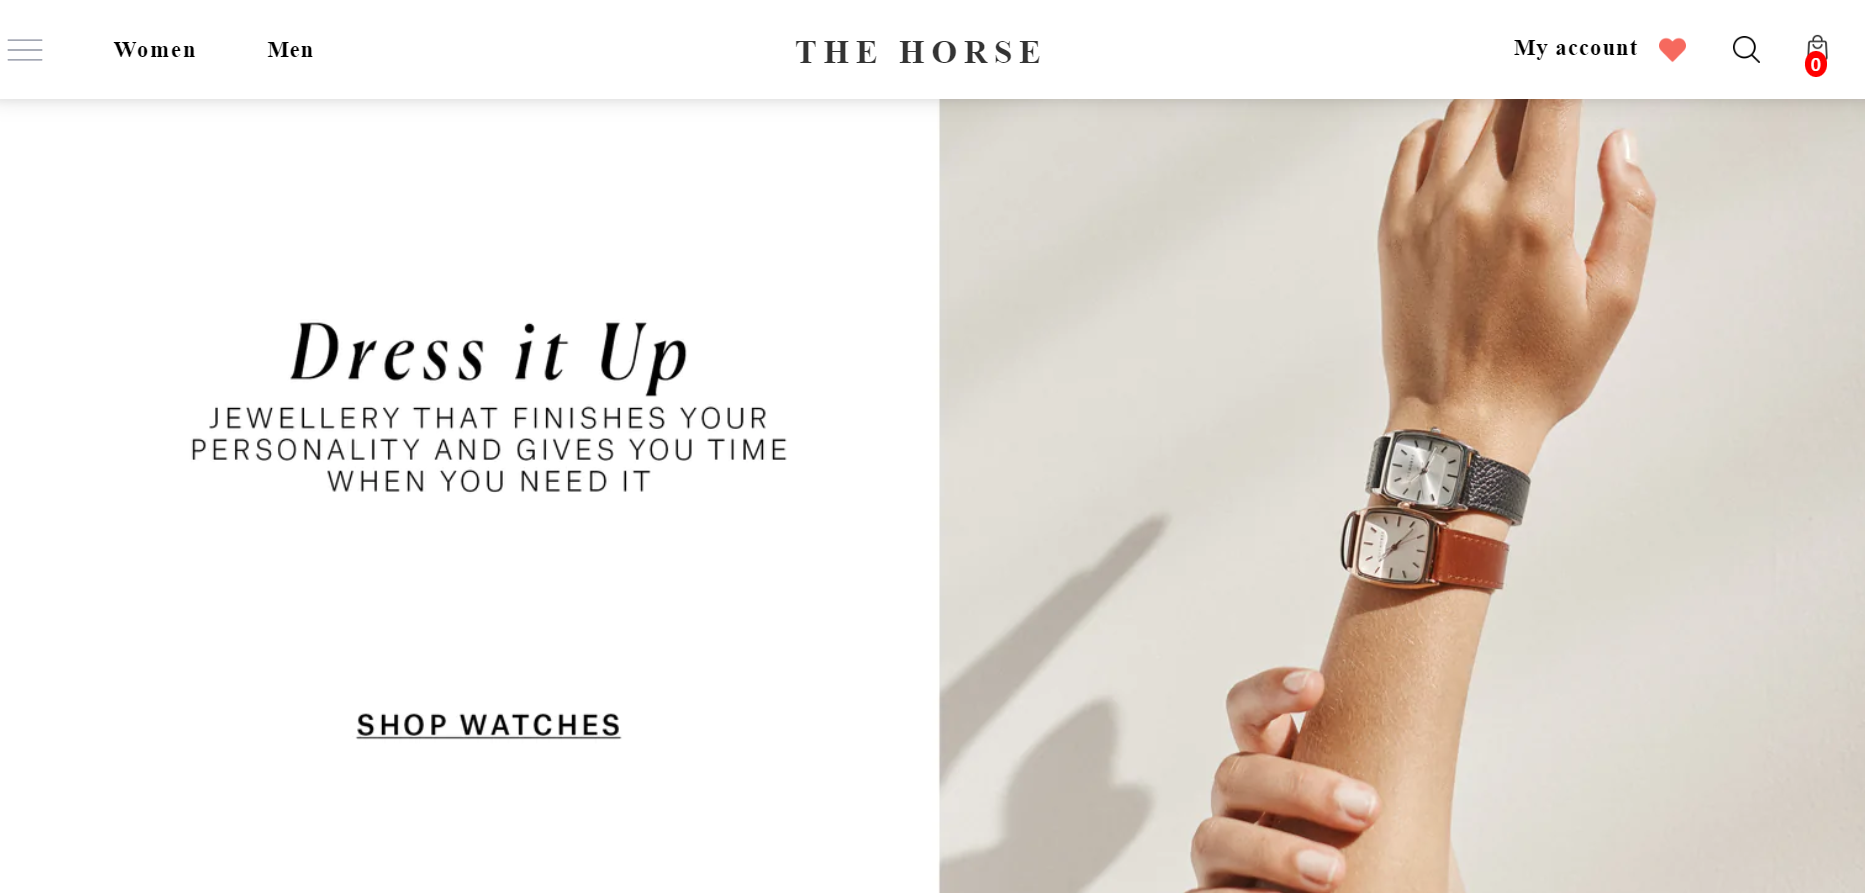 Women
Men
THE HORSE
My account
0
Dress it Up
JEWELLERY THAT FINISHES YOUR
PERSONALITY AND GIVES YOU TIME
WHEN YOU NEED IT
SHOP WATCHES